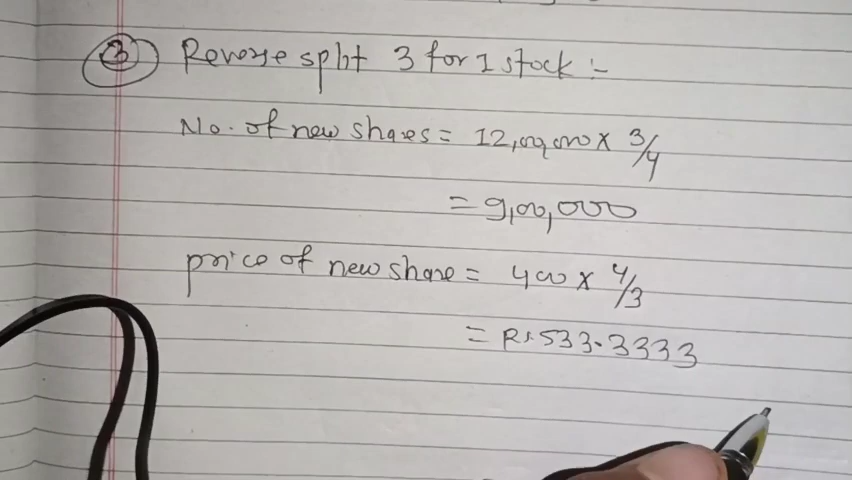 3 Reverse split 3 for 1 stock :-
No. of new shares = 12,00,000 x 3/4
= 9,00,000
price of new share = 400 x 4/3
= Rs.533.3333